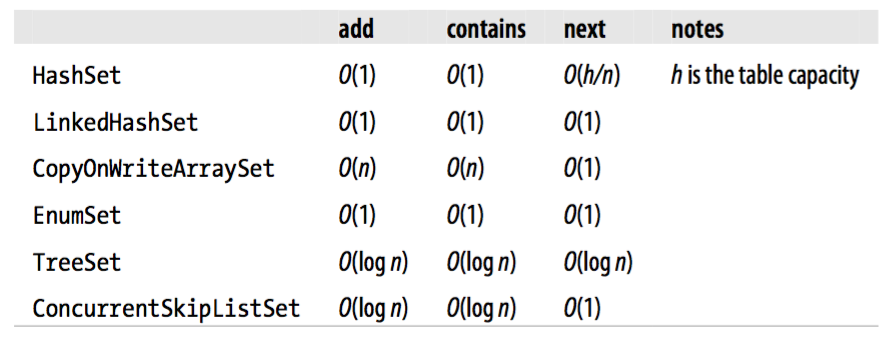 add contains next notes
HashSet O(1) O(1) O(h/n) h is the table capacity
LinkedHashSet O(1) O(1) O(1)
CopyOnWriteArraySet O(n) O(n) O(1)
EnumSet O(1) O(1) O(1)
TreeSet O(log n) O(log n) O(log n)
ConcurrentSkipListSet O(log n) O(log n) O(1)